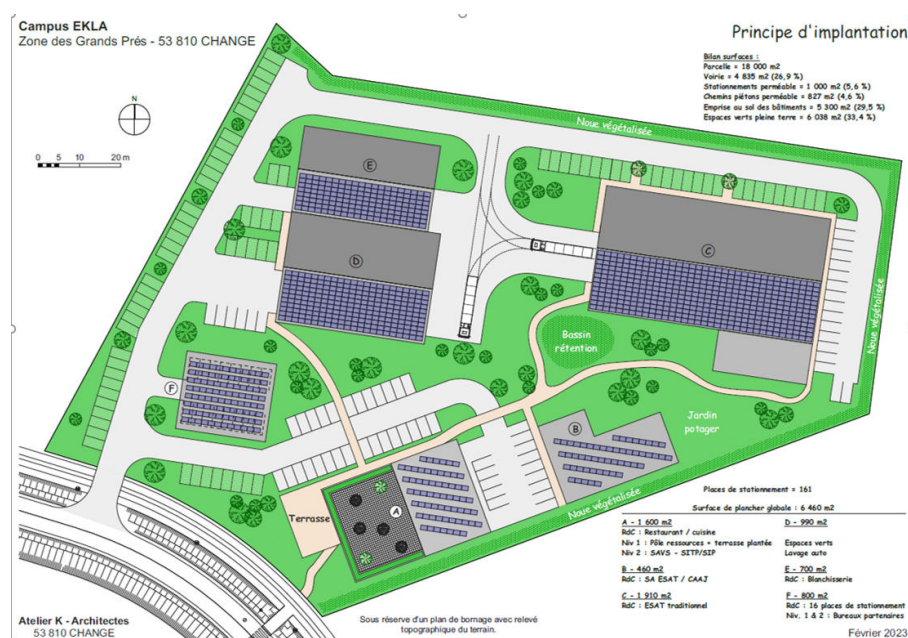 Campus EKLA
Zone des Grands Prés - 53 810 CHANGE
Principe d'implantation
Bilan surfaces :
Parcelle = 18 000 m2
Voirie = 4 835 m2 (26,9 %)
Stationnements perméable = 1 000 m2 (5,6 %)
Chemins piétons perméable = 827 m2 (4,6 %)
Emprise au sol des bâtiments = 5 300 m2 (29,5 %)
Espaces verts pleine terre = 6 038 m2 (33,4 %)
N
0 5 10 20 m
Noue végétalisée
E
D
C
Bassin
rétention
Noue végétalisée
F
B
Jardin
potager
A
Terrasse
Noue végétalisée
Places de stationnement = 161
Surface de plancher globale : 6 460 m2
A - 1 600 m2
RdC : Restaurant / cuisine
Niv 1 : Pôle ressources + terrasse plantée
Niv 2 : SAVS - SITP/SIP
B - 460 m2
RdC : SA ESAT / CAAJ
C - 1 910 m2
RdC : ESAT traditionnel
D - 990 m2
Espaces verts
Lavage auto
E - 700 m2
RdC : Blanchisserie
F - 800 m2
RdC : 16 places de stationnement
Niv. 1 & 2 : Bureaux partenaires
Atelier K - Architectes
53 810 CHANGE
Sous réserve d'un plan de bornage avec relevé
topographique du terrain.
Février 2023